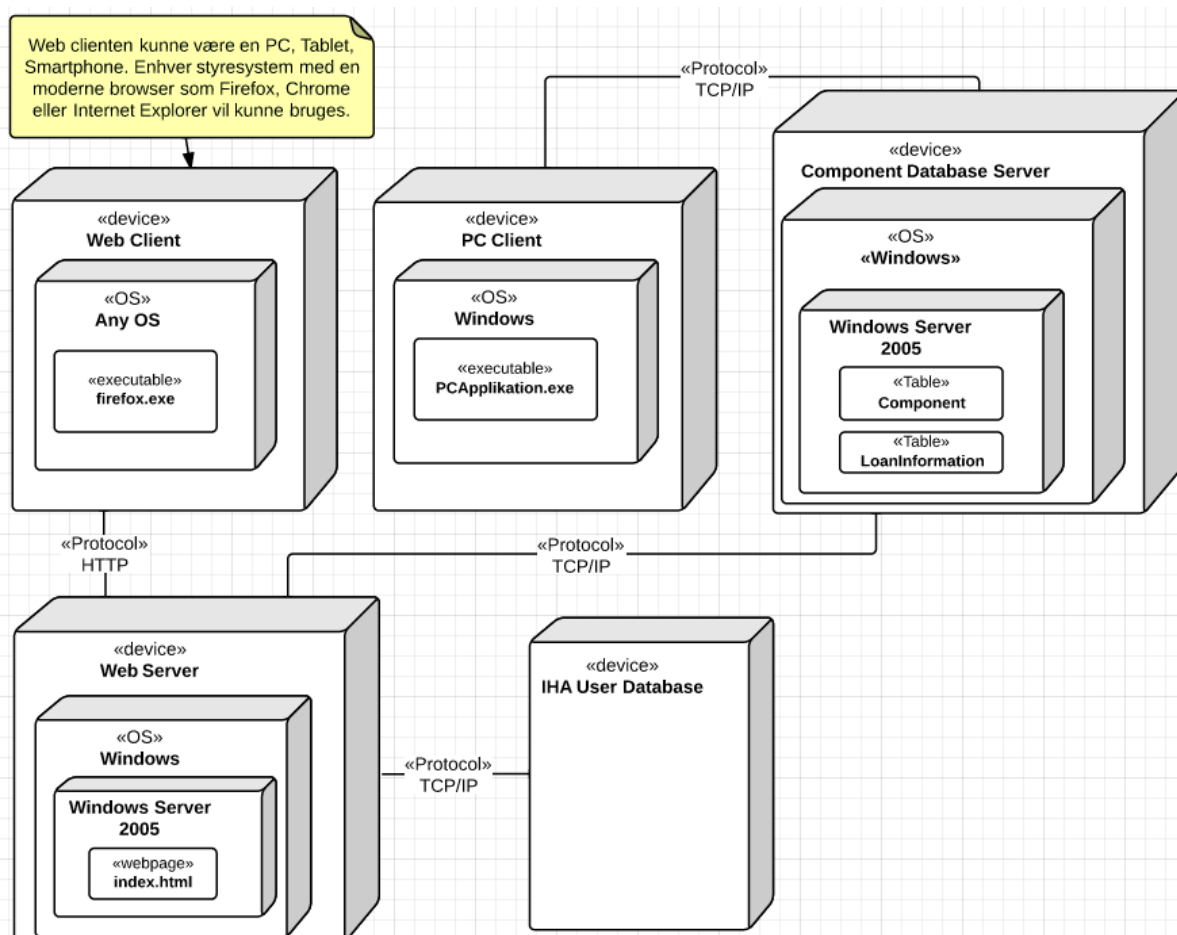 Web clienten kunne være en PC, Tablet,
Smartphone. Enhver styresystem med en
moderne browser som Firefox, Chrome
eller Internet Explorer vil kunne bruges.
«Protocol»
TCP/IP
«device»
Web Client
«OS»
Any OS
«executable»
firefox.exe
«device»
PC Client
«OS»
Windows
«executable»
PCApplikation.exe
«device»
Component Database Server
«OS»
«Windows»
Windows Server
2005
«Table»
Component
«Table»
LoanInformation
«Protocol»
HTTP
«Protocol»
TCP/IP
«device»
Web Server
«OS»
Windows
Windows Server
2005
«webpage»
index.html
«Protocol»
TCP/IP
«device»
IHA User Database